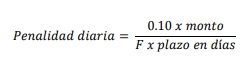 Penalidad diaria = 0.10 x monto / F x plazo en días